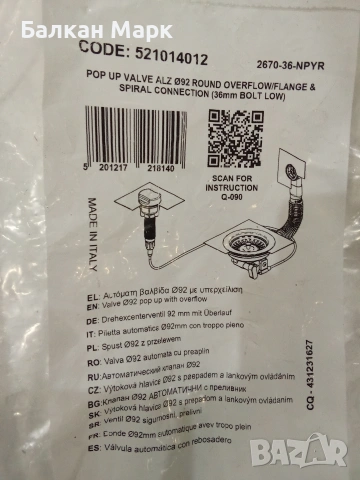 Балкан Маркет
CODE: 521014012
2670-36-NPYR
POP UP VALVE ALZ Ø92 ROUND OVERFLOW/FLANGE &
SPIRAL CONNECTION (36mm BOLT LOW)
5 201217 218140
SCAN FOR
INSTRUCTION
Q-090
MADE IN ITALY
EL: Αυτόματη βαλβίδα Ø92 με υπερχείλιση
EN: Valve Ø92 pop up with overflow
DE: Drehexcenterventil 92 mm mit Überlauf
IT: Piletta automatica Ø92mm con troppo pieno
PL: Spust Ø92 z przelewem
RO: Valva Ø92 automata cu preaplin
RU: Автоматический клапан Ø92
CZ: Výtoková hlavice Ø92 s přepadem a lankovým ovládáním
BG: Клапан Ø92 АВТОМАТИЧНИ с преливник
SK: Výtoková hlavica Ø92 s prepadom a lankovým ovládaním
SR: Ventil Ø92 sigurnosni, prelivni
FR: Bonde Ø92mm automatique avec trop plein
ES: Válvula automática con rebosadero
CQ - 431231627
BAZAR